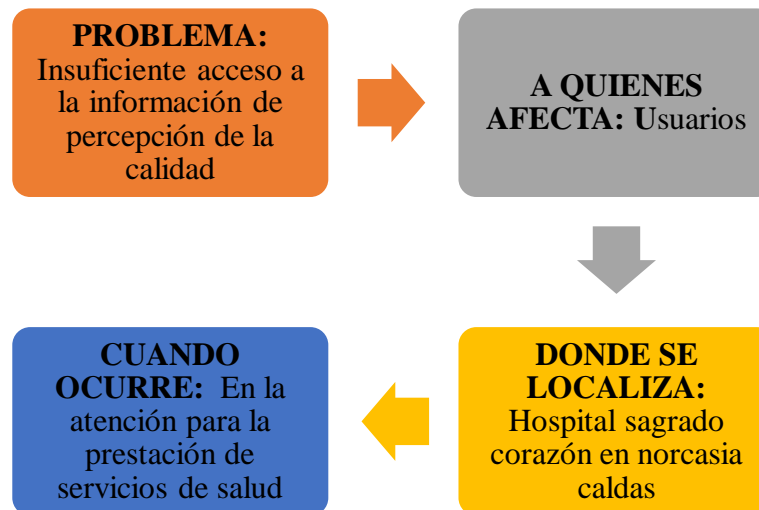 PROBLEMA:
Insuficiente acceso a
la información de
percepción de la
calidad
A QUIENES
AFECTA: Usuarios
DONDE SE
LOCALIZA:
Hospital sagrado
corazón en norcasia
caldas
CUANDO
OCURRE: En la
atención para la
prestación de
servicios de salud